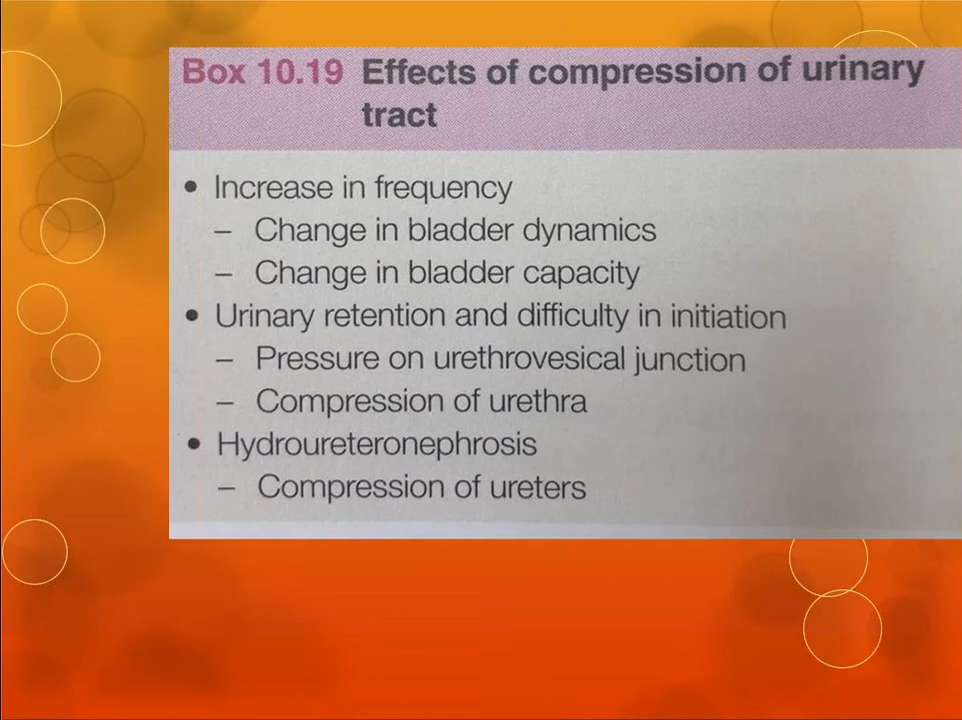 Box 10.19 Effects of compression of urinary
tract
• Increase in frequency
– Change in bladder dynamics
– Change in bladder capacity
• Urinary retention and difficulty in initiation
– Pressure on urethrovesical junction
– Compression of urethra
• Hydroureteronephrosis
– Compression of ureters